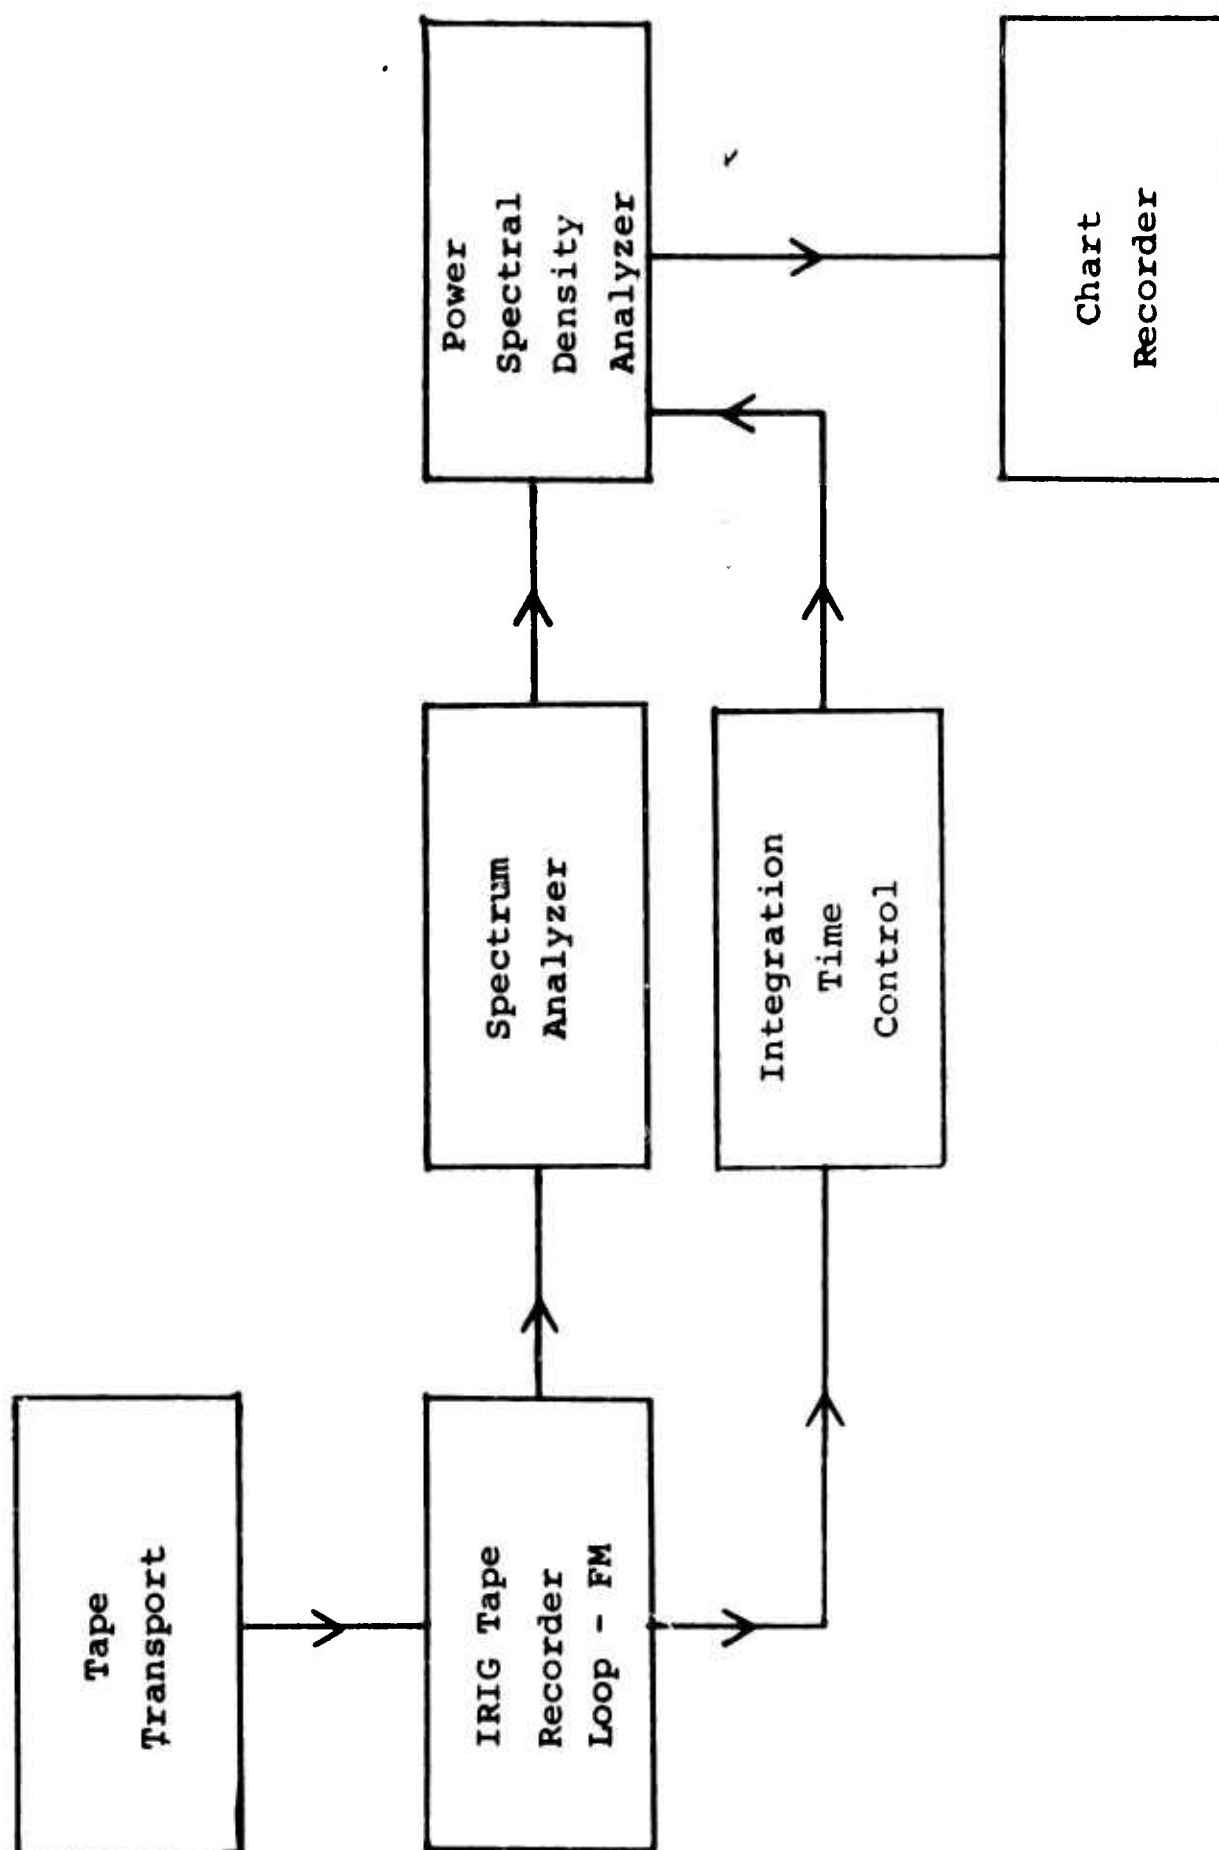 Tape
Transport
IRIG Tape
Recorder
Loop - FM
Spectrum
Analyzer
Integration
Time
Control
Power
Spectral
Density
Analyzer
Chart
Recorder